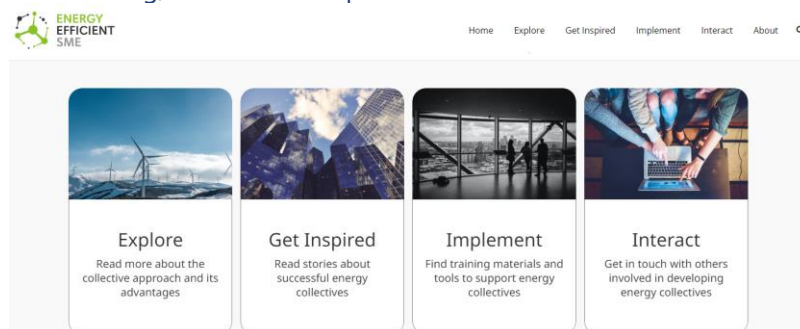 ENERGY
EFFICIENT
SME
Home Explore Get Inspired Implement Interact About
Explore
Read more about the
collective approach and its
advantages
Get Inspired
Read stories about
successful energy
collectives
Implement
Find training materials and
tools to support energy
collectives
Interact
Get in touch with others
involved in developing
energy collectives